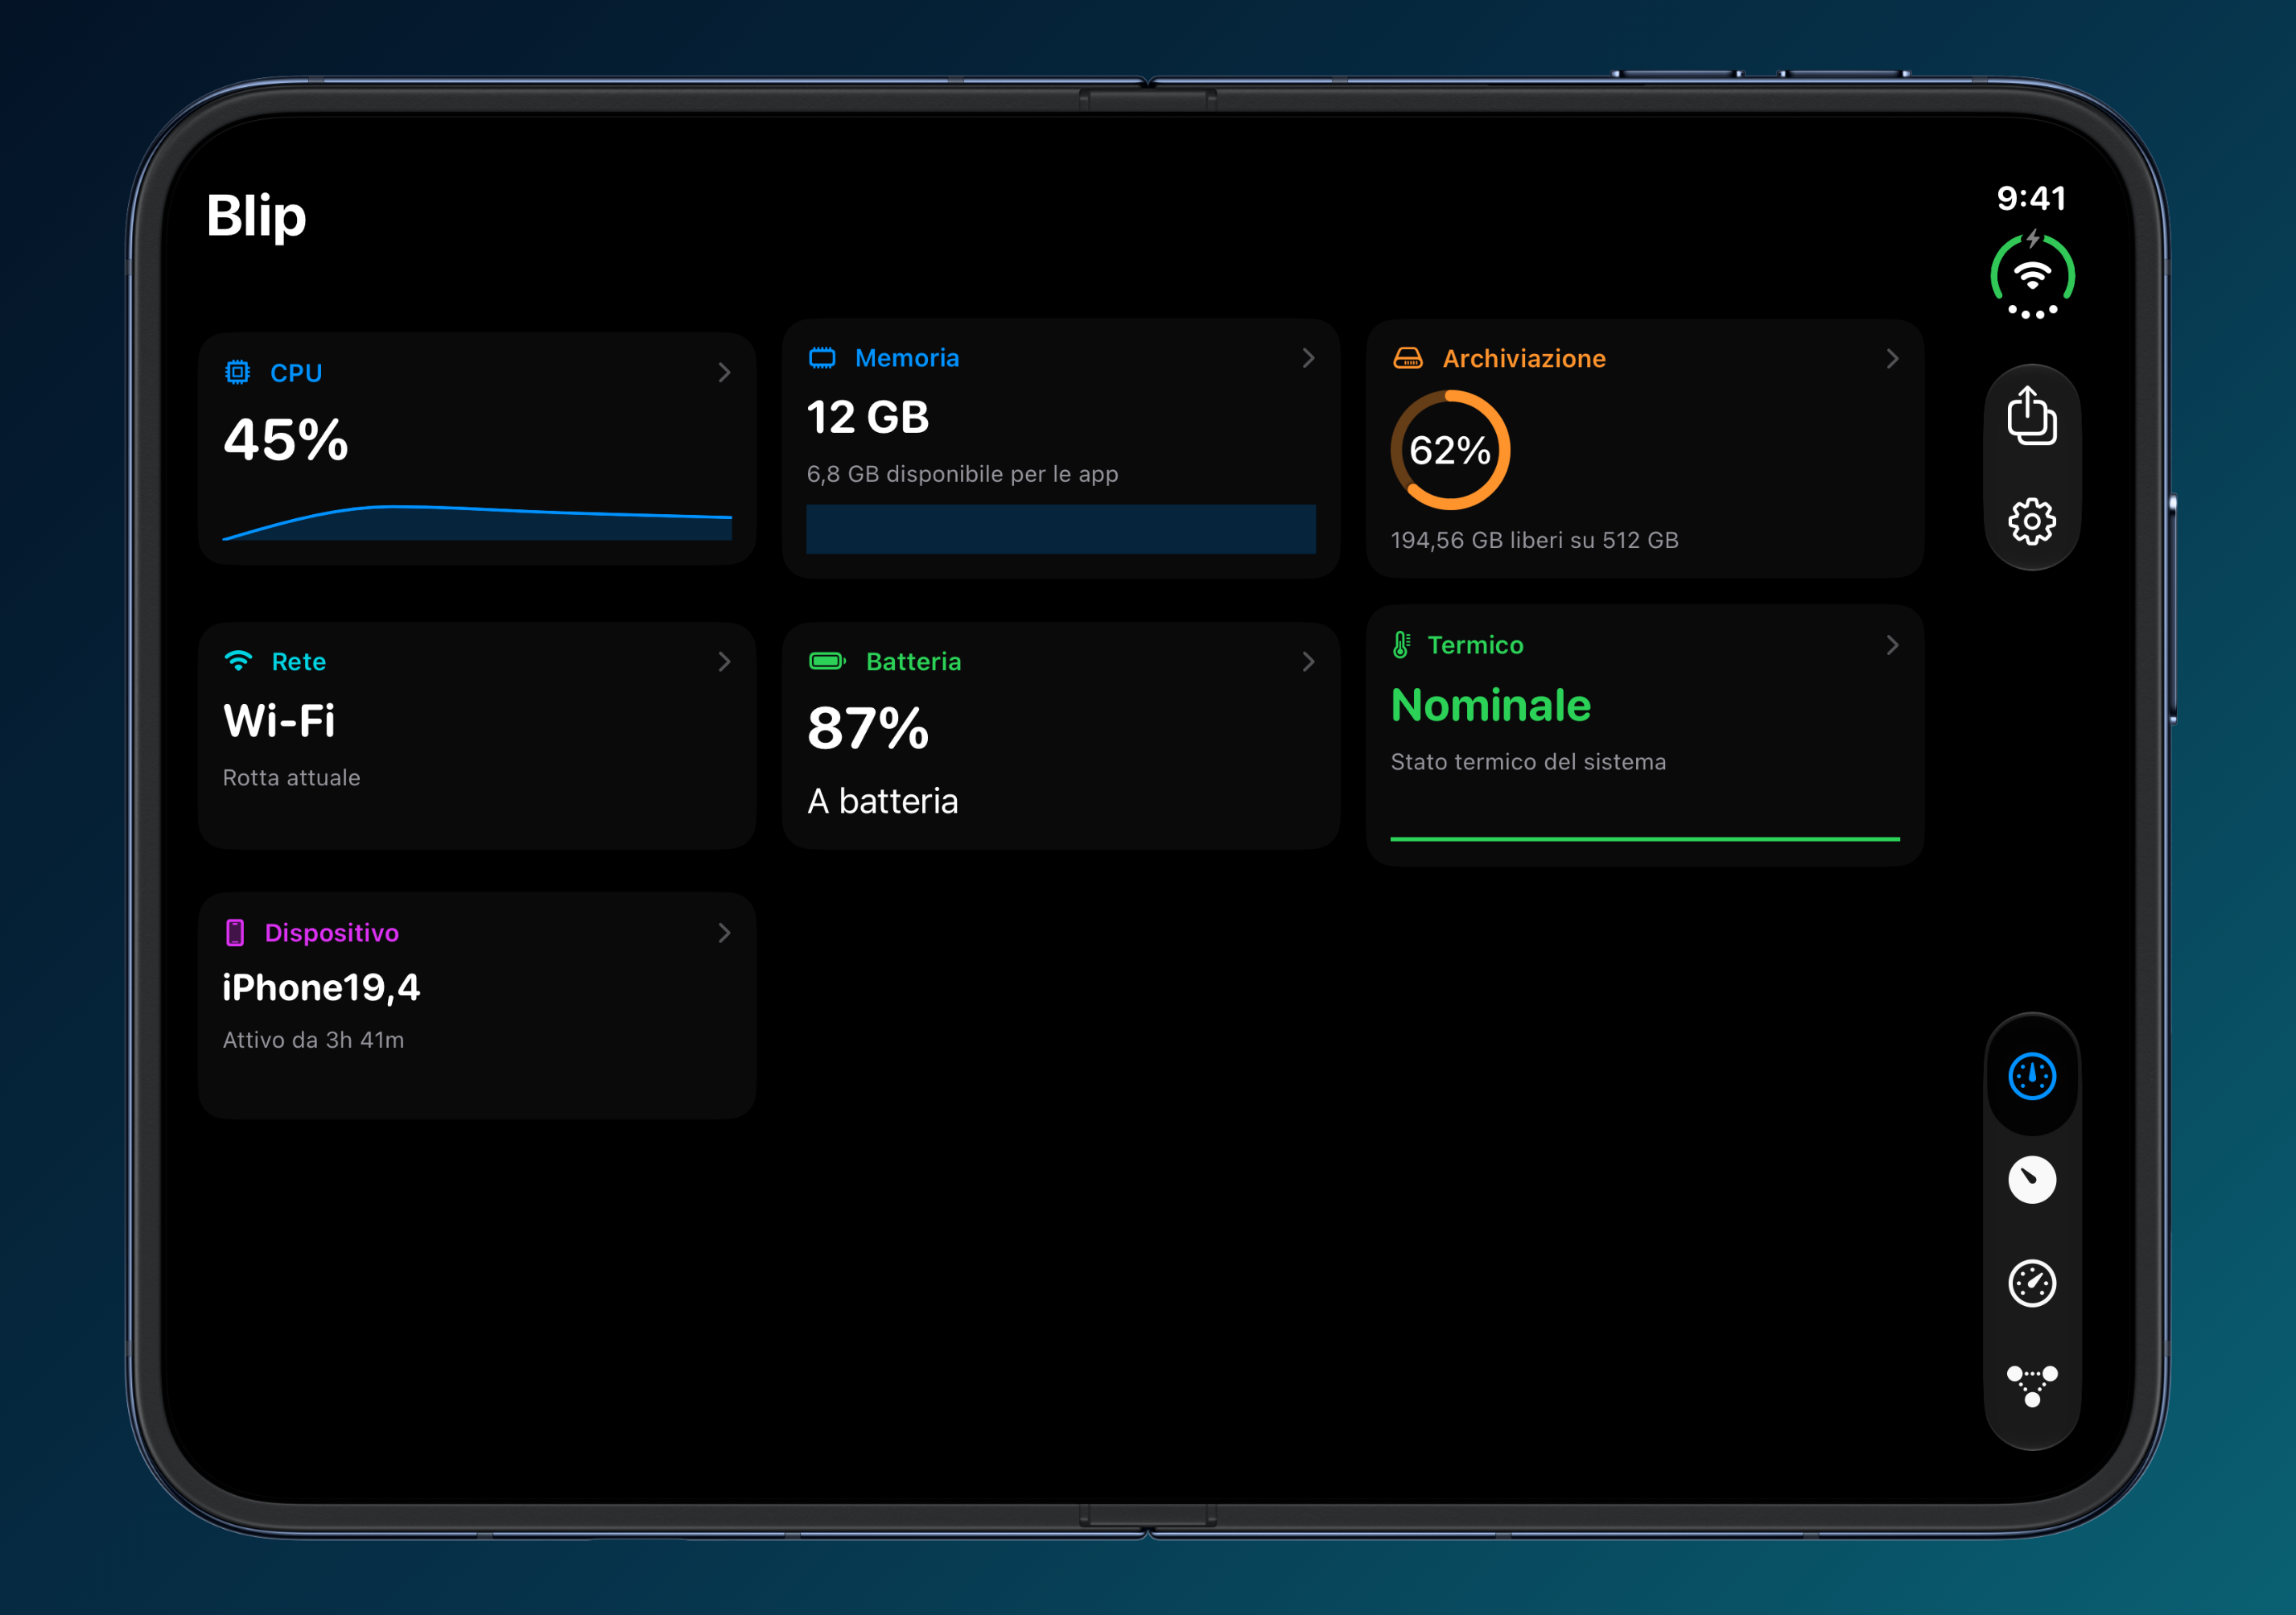 Blip
9:41
CPU
45%
Memoria
12 GB
6,8 GB disponibile per le app
Archiviazione
62%
194,56 GB liberi su 512 GB
Rete
Wi-Fi
Rotta attuale
Batteria
87%
A batteria
Termico
Nominale
Stato termico del sistema
Dispositivo
iPhone19,4
Attivo da 3h 41m